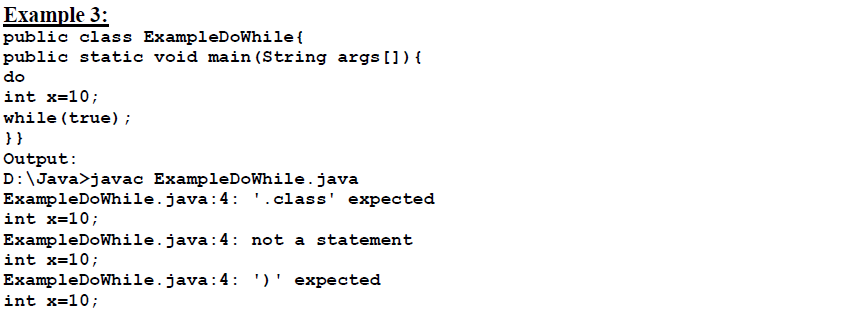 Example 3:
public class ExampleDoWhile{
public static void main(String args[]){
do
int x=10;
while(true);
}}
Output:
D:\Java>javac ExampleDoWhile.java
ExampleDoWhile.java:4: '.class' expected
int x=10;
ExampleDoWhile.java:4: not a statement
int x=10;
ExampleDoWhile.java:4: ')' expected
int x=10;